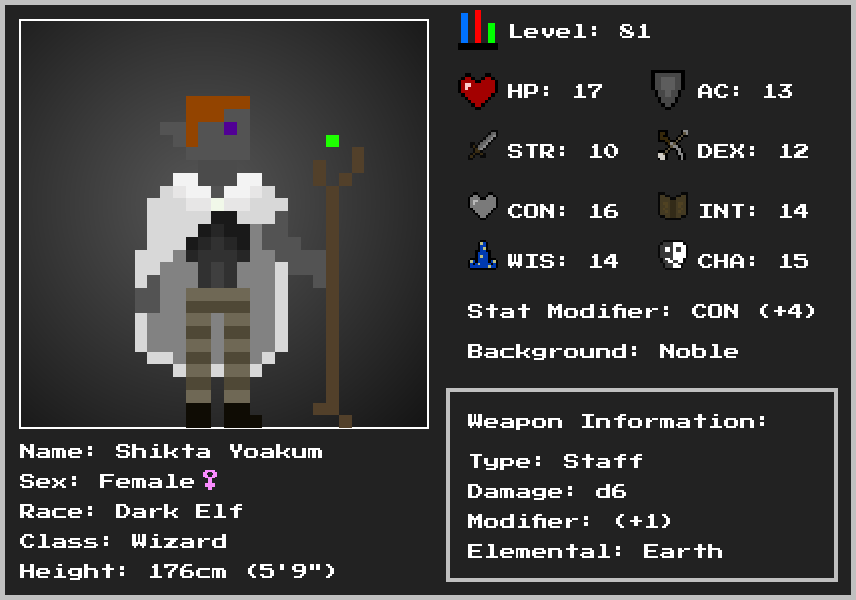 Level: 81
HP: 17 AC: 13
STR: 10 DEX: 12
CON: 16 INT: 14
WIS: 14 CHA: 15
Stat Modifier: CON (+4)
Background: Noble
Weapon Information:
Type: Staff
Damage: d6
Modifier: (+1)
Elemental: Earth
Name: Shikta Yoakum
Sex: Female♀
Race: Dark Elf
Class: Wizard
Height: 176cm (5'9")